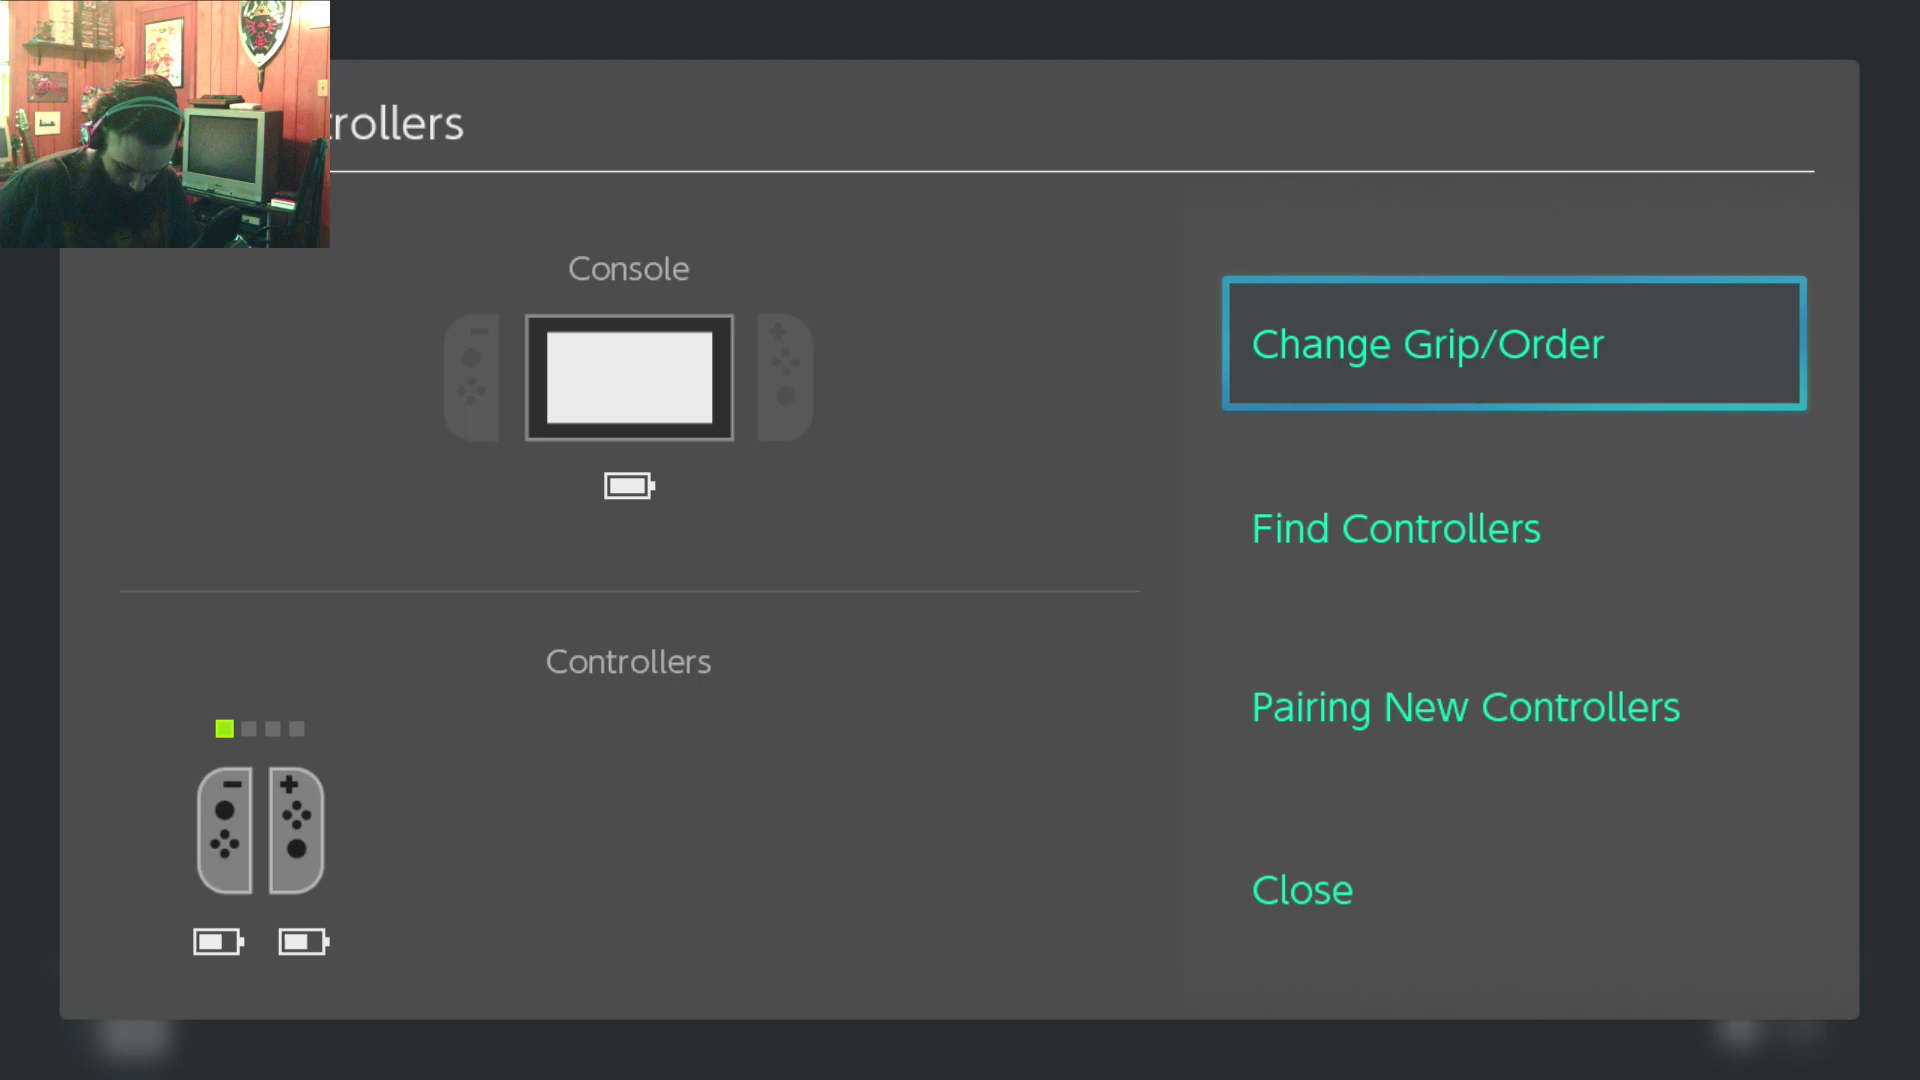 rollers
Console
Change Grip/Order
Find Controllers
Controllers
Pairing New Controllers
Close